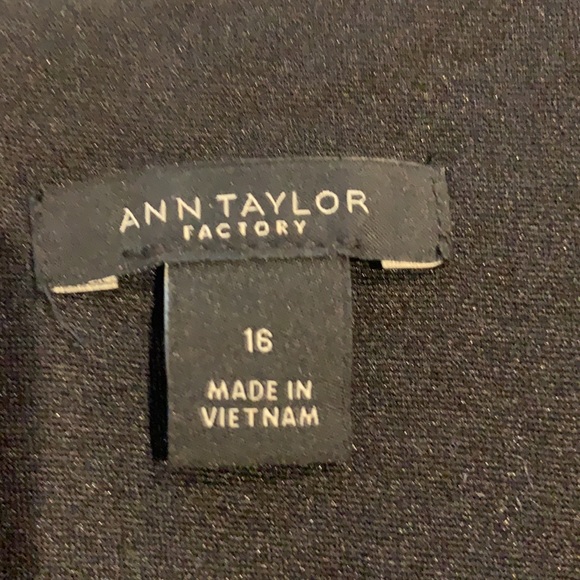 ANN TAYLOR
FACTORY
16
MADE IN
VIETNAM